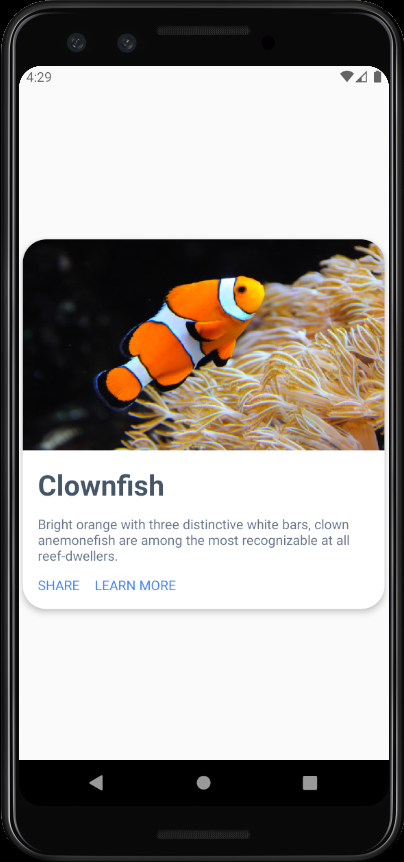 4:29
Clownfish
Bright orange with three distinctive white bars, clown
anemonefish are among the most recognizable at all
reef-dwellers.
SHARE LEARN MORE